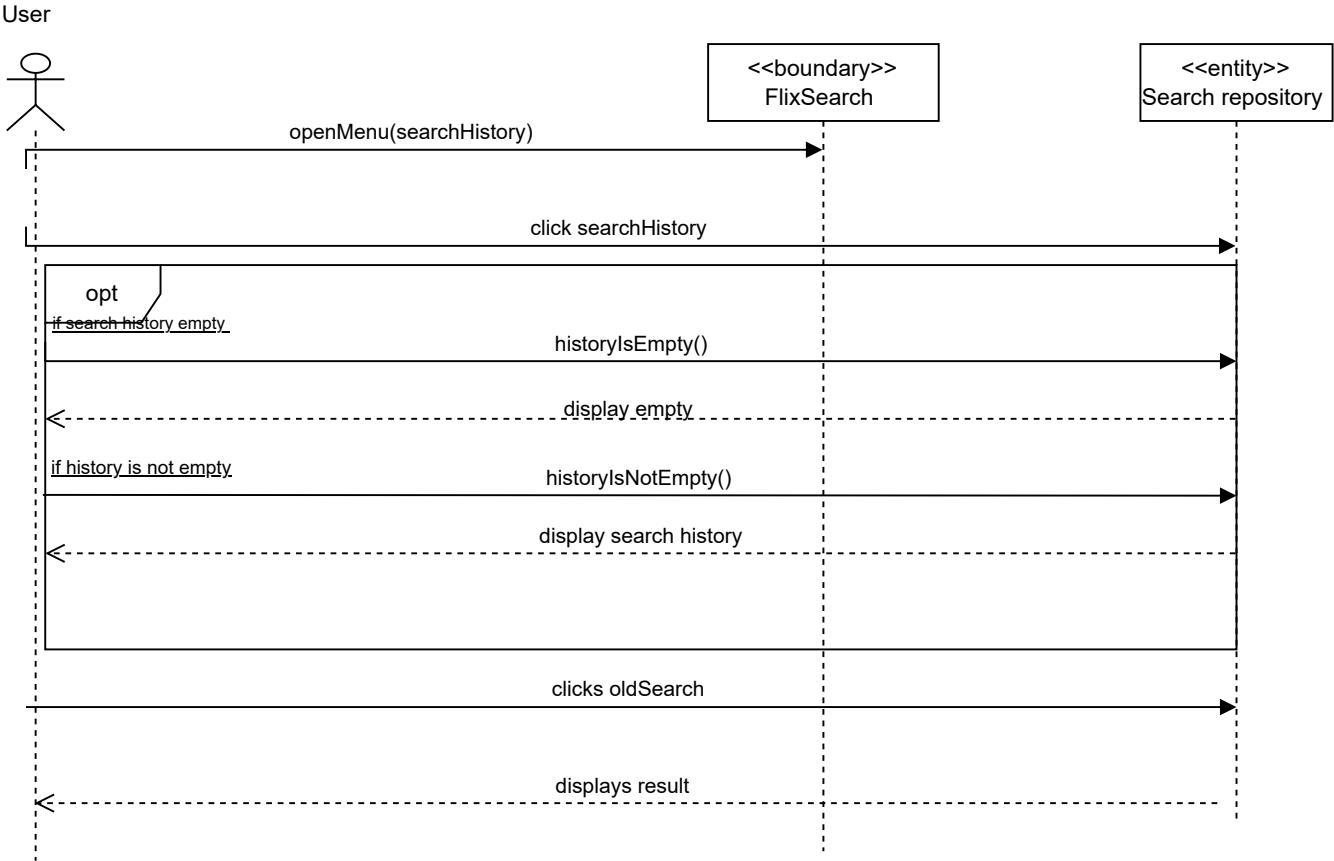 User
<<boundary>>
FlixSearch
<<entity>>
Search repository
openMenu(searchHistory)
click searchHistory
opt
if search history empty
historyIsEmpty()
display empty
if history is not empty
historyIsNotEmpty()
display search history
clicks oldSearch
displays result